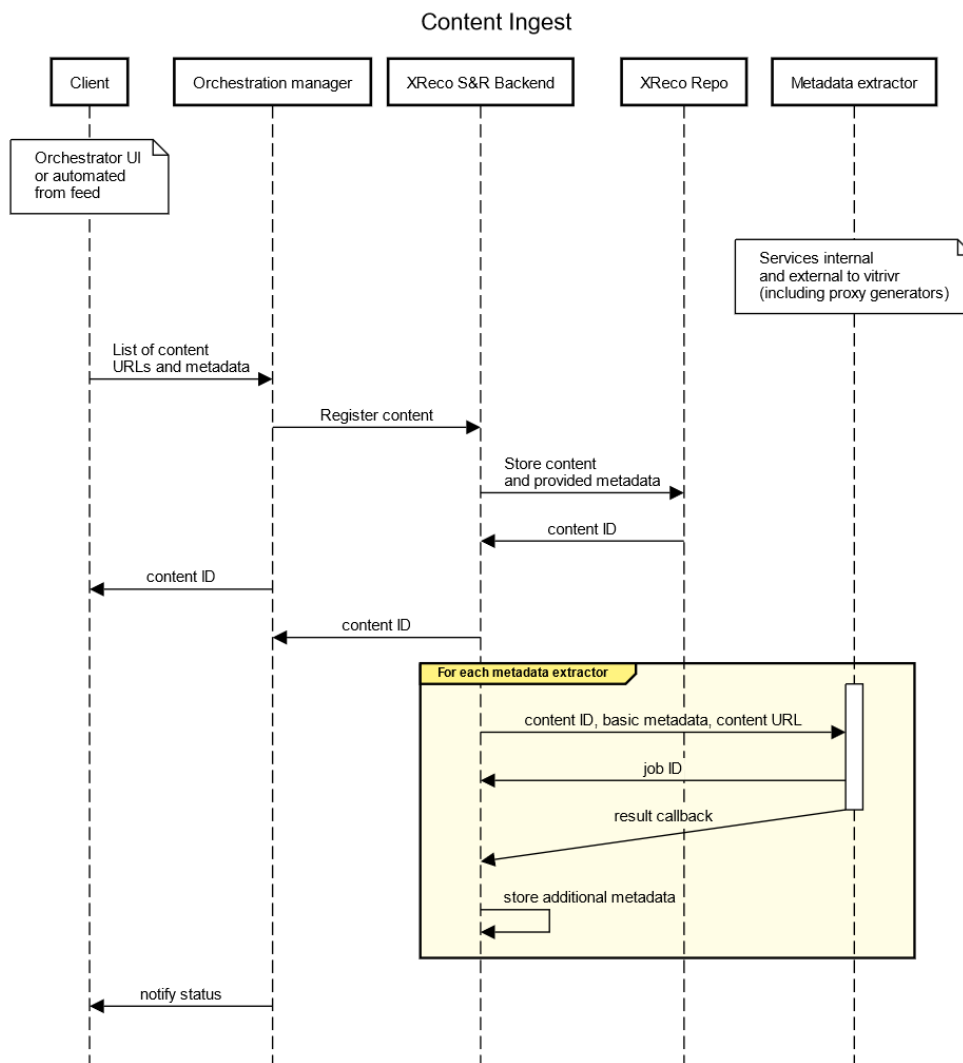 Content Ingest
Client
Orchestration manager
XReco S&R Backend
XReco Repo
Metadata extractor
Orchestrator UI
or automated
from feed
Services internal
and external to vitrivr
(including proxy generators)
List of content
URLs and metadata
Register content
Store content
and provided metadata
content ID
content ID
content ID
For each metadata extractor
content ID, basic metadata, content URL
job ID
result callback
store additional metadata
notify status